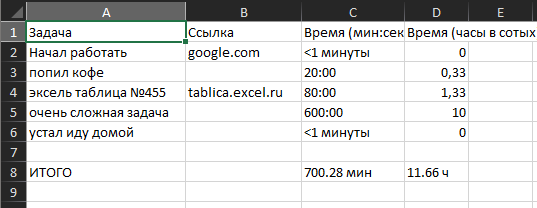 A B C D E
1 Задача Ссылка Время (мин:сек Время (часы в сотых
2 Начал работать google.com <1 минуты 0
3 попил кофе 20:00 0,33
4 эксель таблица №455 tablica.excel.ru 80:00 1,33
5 очень сложная задача 600:00 10
6 устал иду домой <1 минуты 0
7
8 ИТОГО 700.28 мин 11.66 ч
9